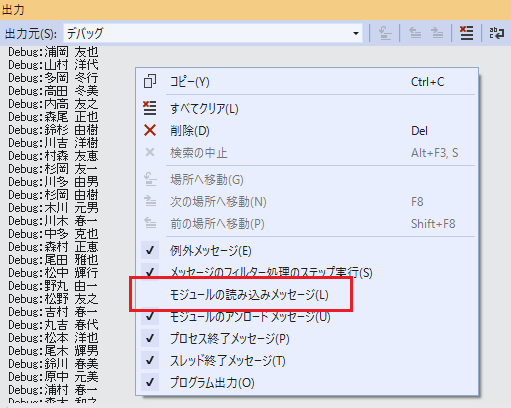 出力
出力元(S): デバッグ
Debug:浦岡 友也
Debug:山村 洋代
Debug:多岡 冬行
Debug:高田 冬美
Debug:内高 友之
Debug:森尾 正也
Debug:鈴杉 由樹
Debug:川吉 洋樹
Debug:村森 友恵
Debug:杉岡 友一
Debug:川多 由男
Debug:杉岡 由樹
Debug:木川 元男
Debug:川木 春一
Debug:中多 克也
Debug:森村 正恵
Debug:尾田 雅也
Debug:松中 輝行
Debug:野丸 由一
Debug:松野 友之
Debug:吉村 春一
Debug:丸吉 春代
Debug:松本 洋也
Debug:尾木 輝男
Debug:鈴川 春美
Debug:原中 元美
Debug:浦村 春一
Debug:森大 和之
コピー(Y) Ctrl+C
すべてクリア(L)
削除(D) Del
検索の中止 Alt+F3, S
場所へ移動(G)
次の場所へ移動(N) F8
前の場所へ移動(P) Shift+F8
例外メッセージ(E)
メッセージのフィルター処理のステップ実行(S)
モジュールの読み込みメッセージ(L)
モジュールのアンロード メッセージ(U)
プロセス終了メッセージ(P)
スレッド終了メッセージ(T)
プログラム出力(O)